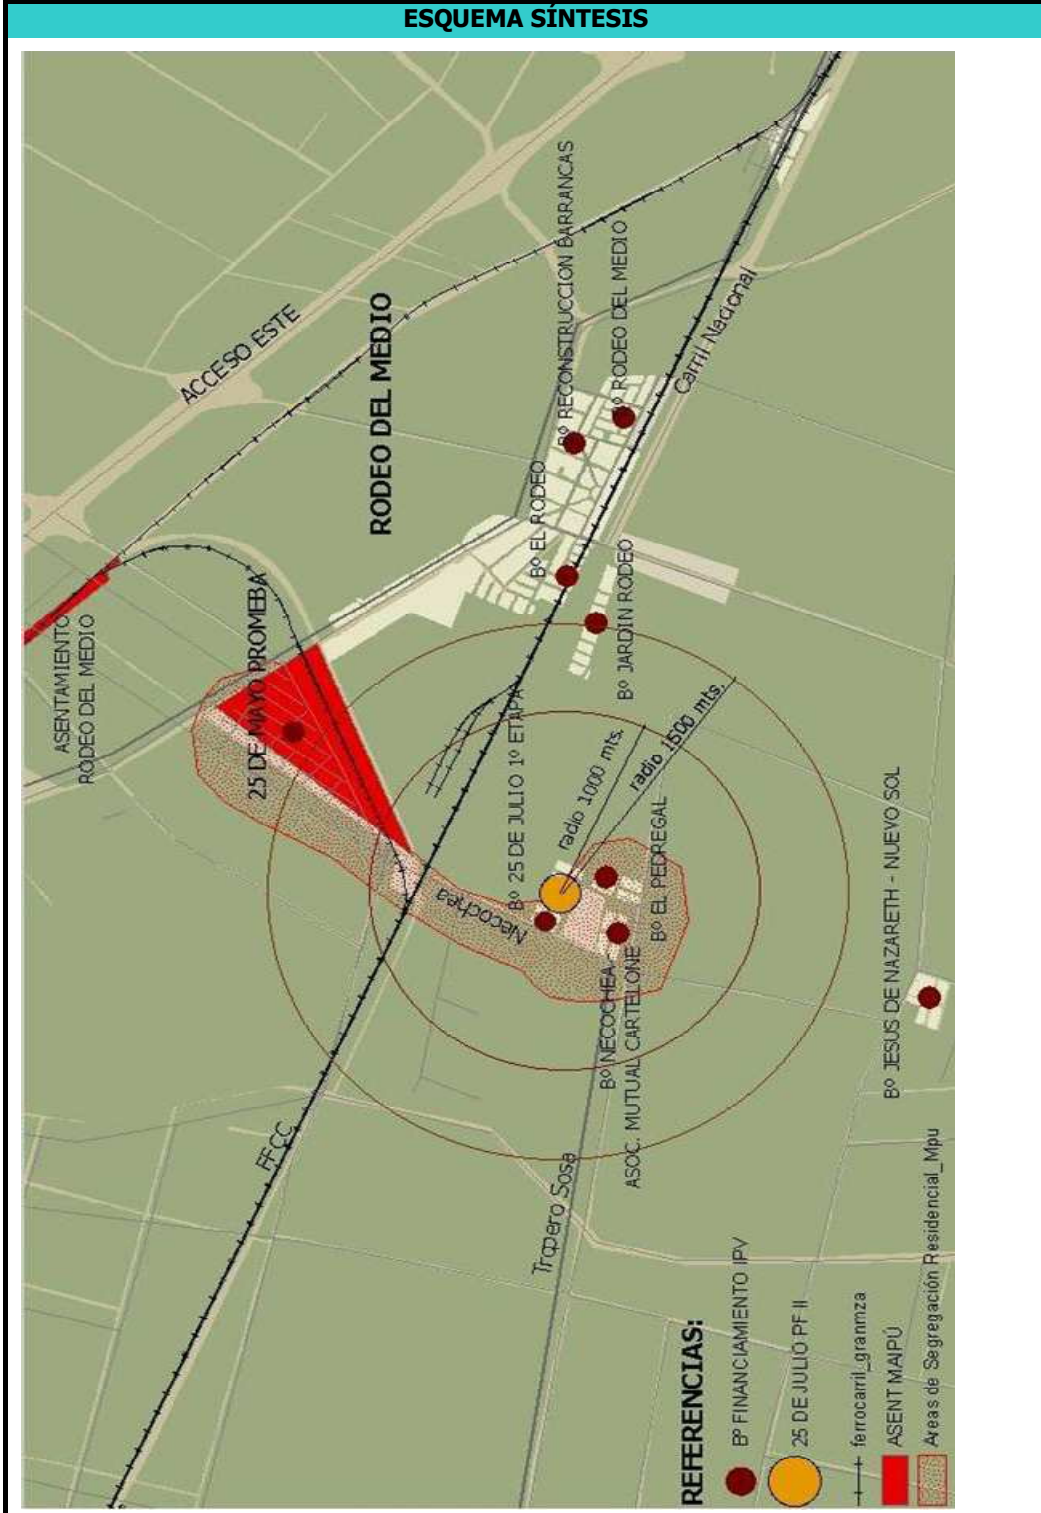 ESQUEMA SÍNTESIS
ACCESO ESTE
RODEO DEL MEDIO
Bº RECONSTRUCCION BARRANCAS
Bº RODEO DEL MEDIO
Carril Nacional
Bº EL RODEO
Bº JARDIN RODEO
ASENTAMIENTO
RODEO DEL MEDIO
25 DE MAYO PROMEBA
Bº 25 DE JULIO 1º ETAPA
radio 1000 mts.
radio 1500 mts.
Necochea
Bº EL PEDREGAL
Bº NECOCHEA
ASOC. MUTUAL CARTELONE
Bº JESUS DE NAZARETH - NUEVO SOL
FFCC
Tropero Sosa
REFERENCIAS:
Bº FINANCIAMIENTO IPV
25 DE JULIO PF II
ferrocarril_granmza
ASENT MAIPÚ
Areas de Segregación Residencial_Mpu